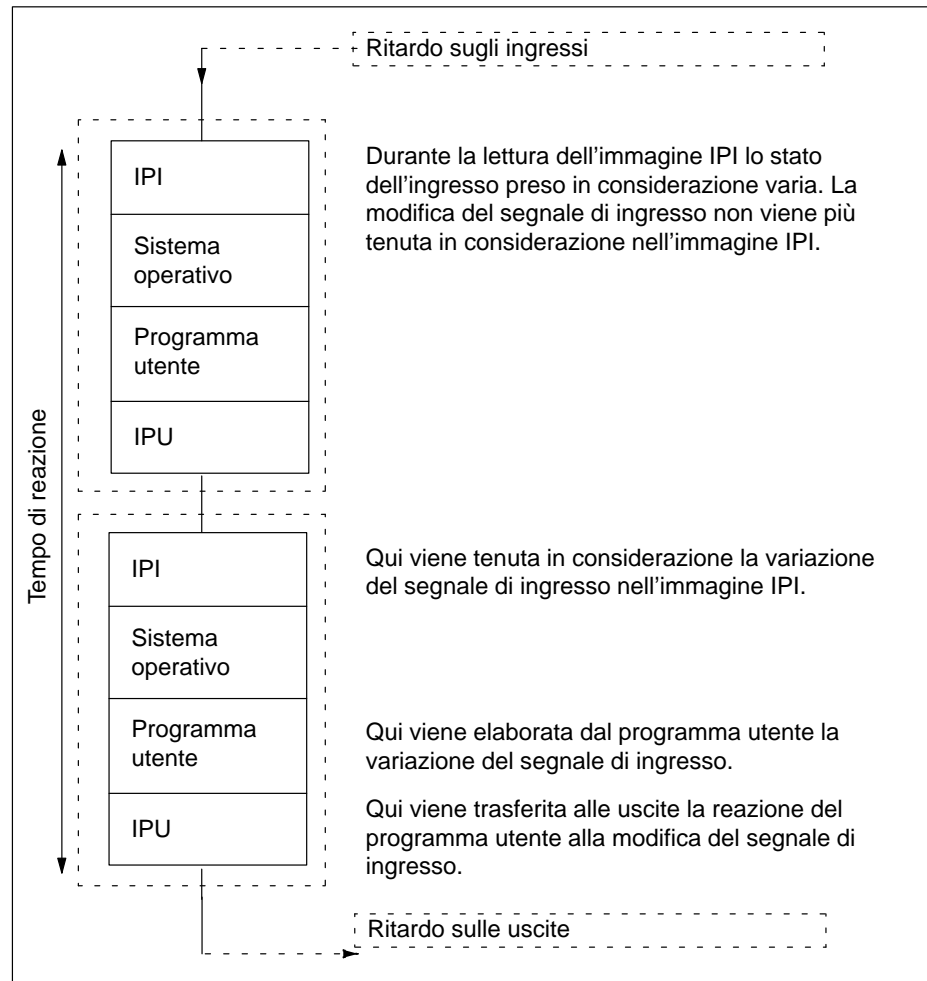 Ritardo sugli ingressi
IPI
Durante la lettura dell’immagine IPI lo stato
dell’ingresso preso in considerazione varia. La
modifica del segnale di ingresso non viene più
tenuta in considerazione nell’immagine IPI.
Sistema
operativo
Programma
utente
IPU
Tempo di reazione
IPI
Qui viene tenuta in considerazione la variazione
del segnale di ingresso nell’immagine IPI.
Sistema
operativo
Programma
utente
Qui viene elaborata dal programma utente la
variazione del segnale di ingresso.
IPU
Qui viene trasferita alle uscite la reazione del
programma utente alla modifica del segnale di
ingresso.
Ritardo sulle uscite